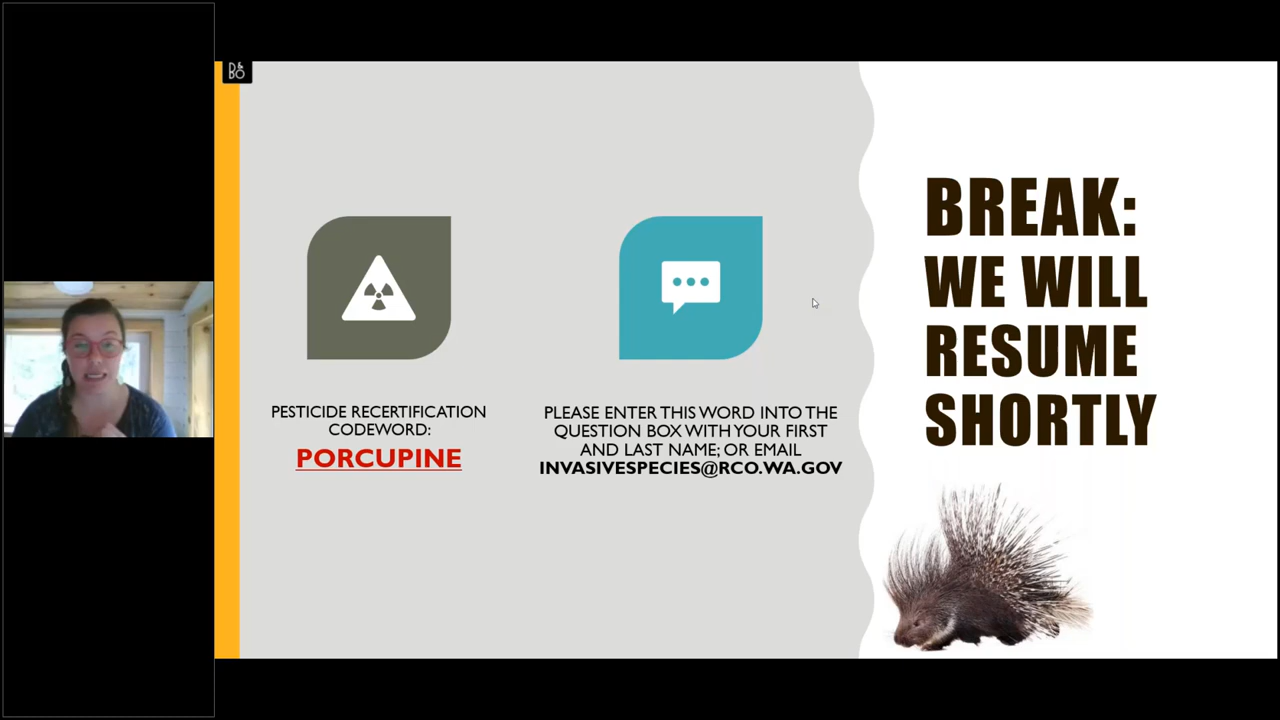 D&
BO
PESTICIDE RECERTIFICATION
CODEWORD:
PORCUPINE
PLEASE ENTER THIS WORD INTO THE
QUESTION BOX WITH YOUR FIRST
AND LAST NAME; OR EMAIL
INVASIVESPECIES@RCO.WA.GOV
BREAK:
WE WILL
RESUME
SHORTLY